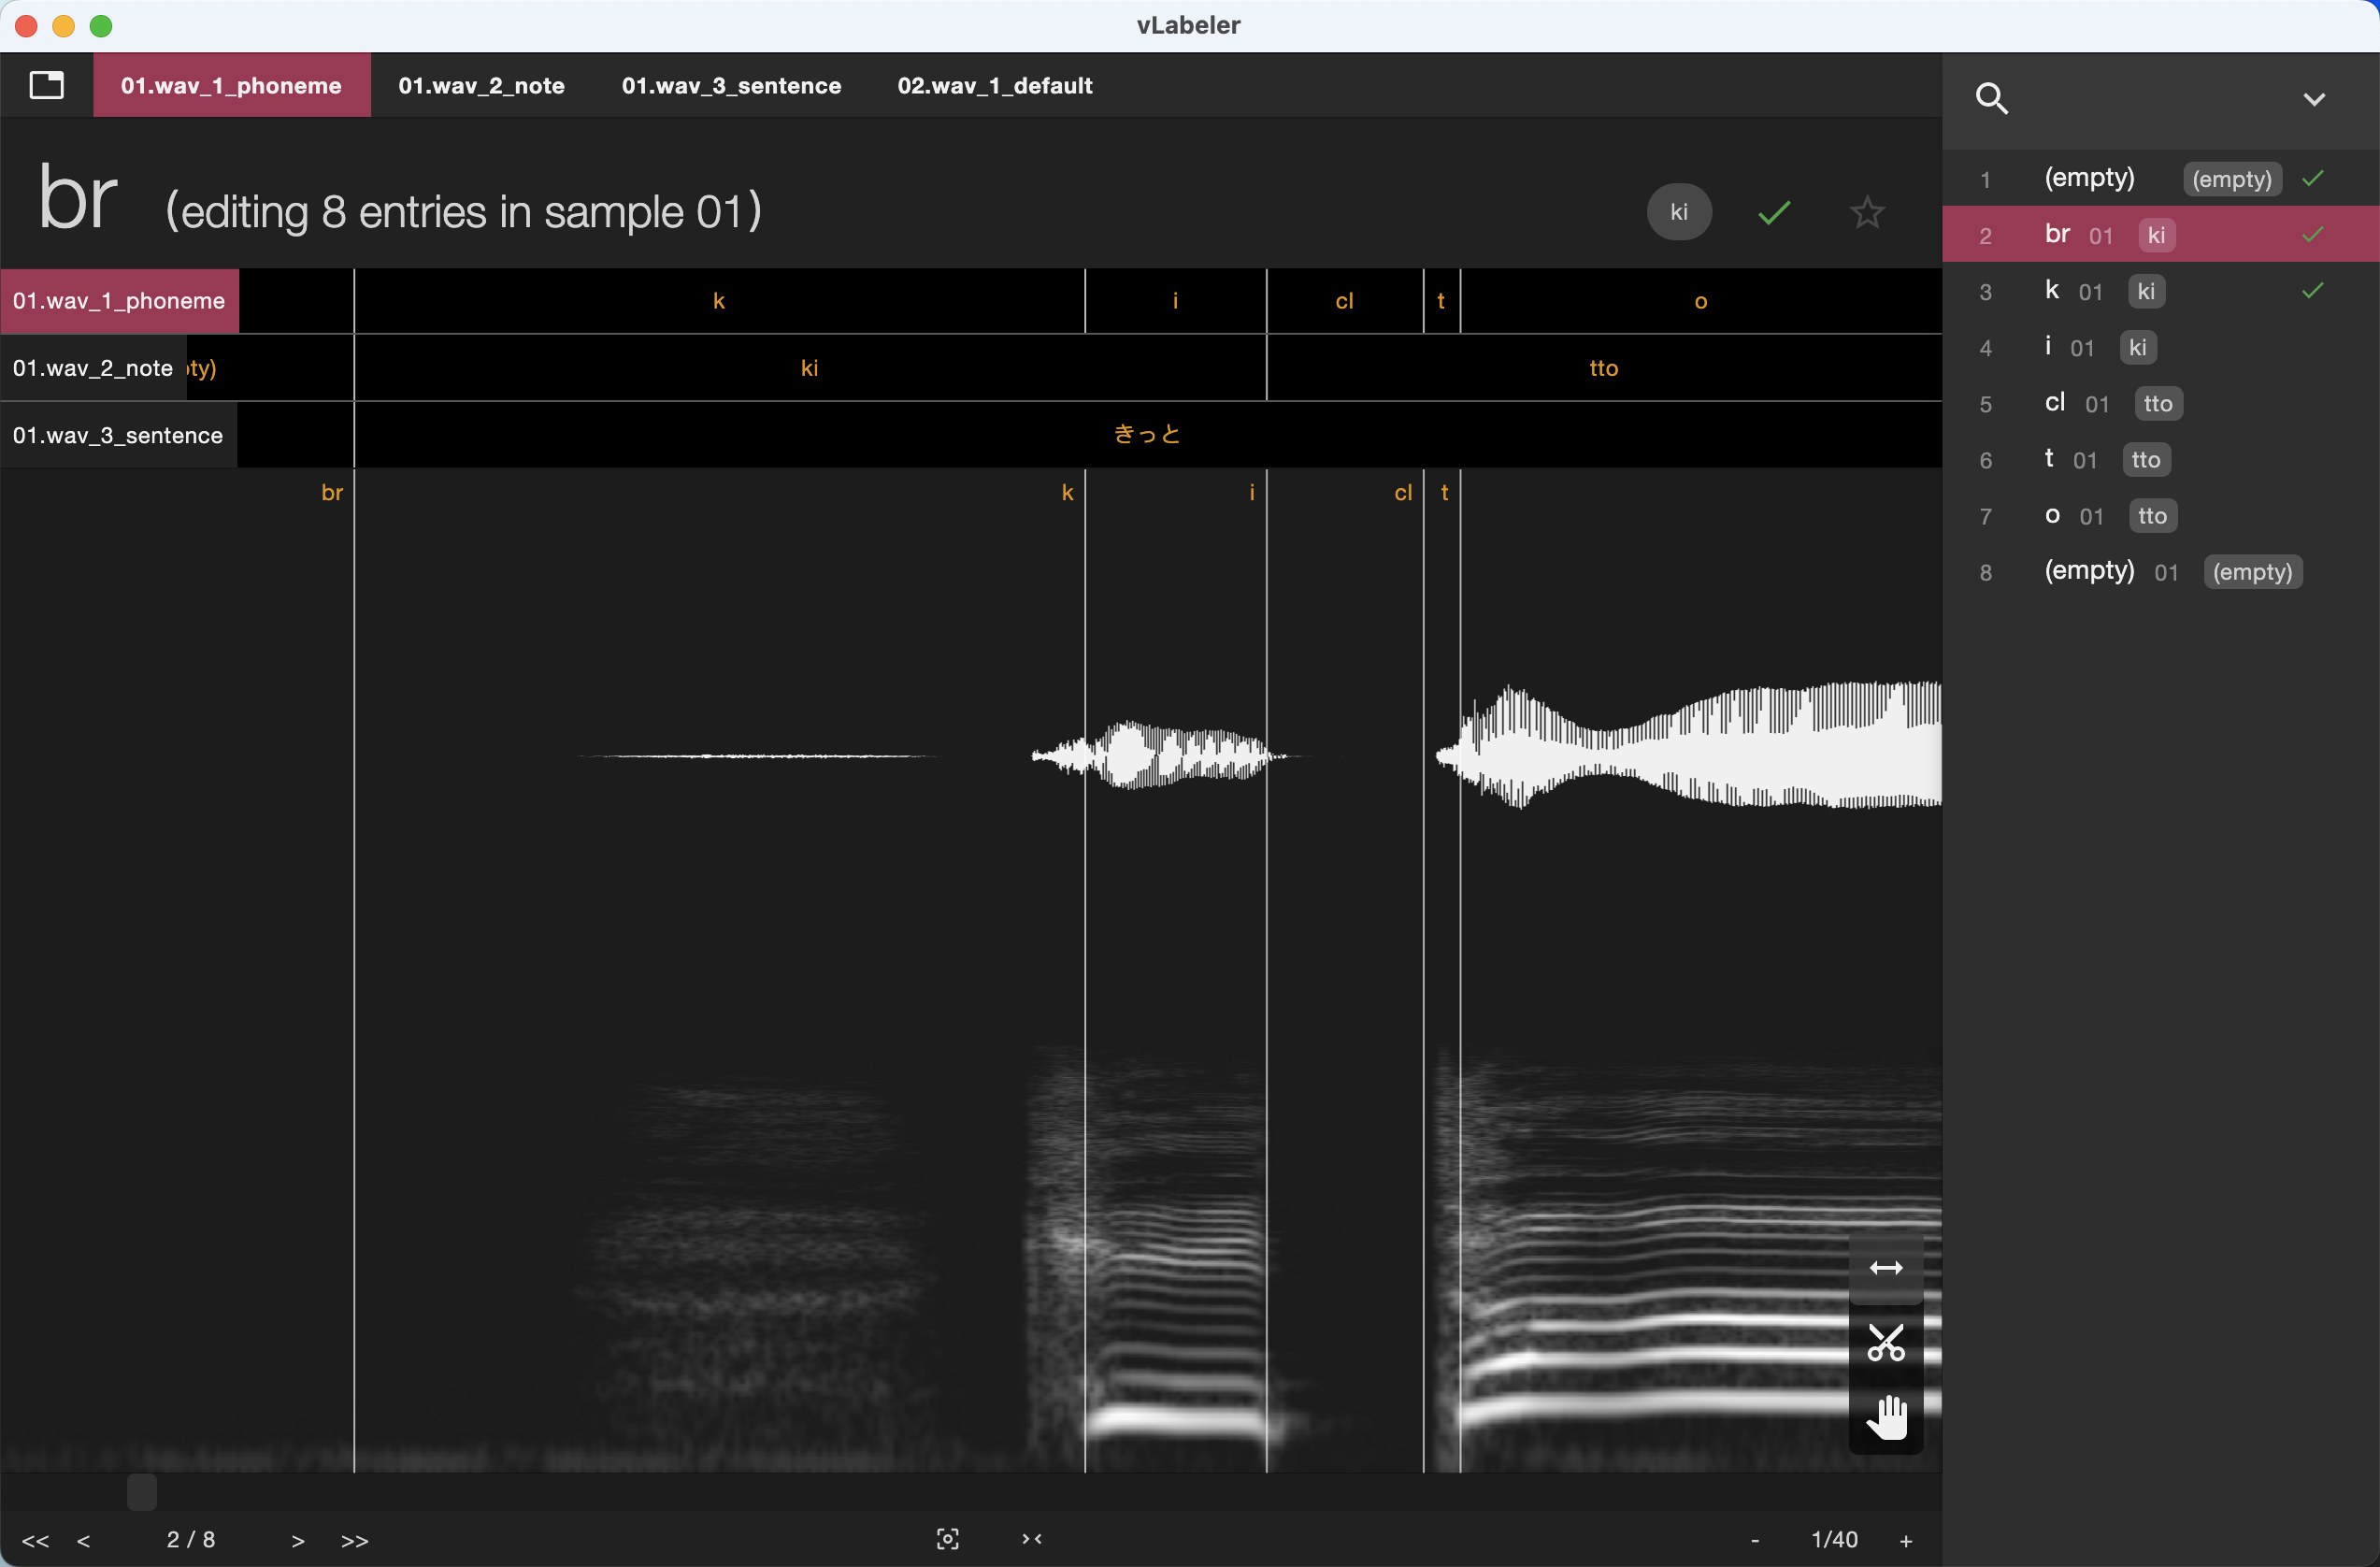 vLabeler
01.wav_1_phoneme 01.wav_2_note 01.wav_3_sentence 02.wav_1_default
br (editing 8 entries in sample 01) ki
01.wav_1_phoneme k i cl t o
01.wav_2_note ty) ki tto
01.wav_3_sentence きっと
br k i cl t
<< < 2 / 8 > >> - 1/40 +
1 (empty) (empty)
2 br 01 ki
3 k 01 ki
4 i 01 ki
5 cl 01 tto
6 t 01 tto
7 o 01 tto
8 (empty) 01 (empty)